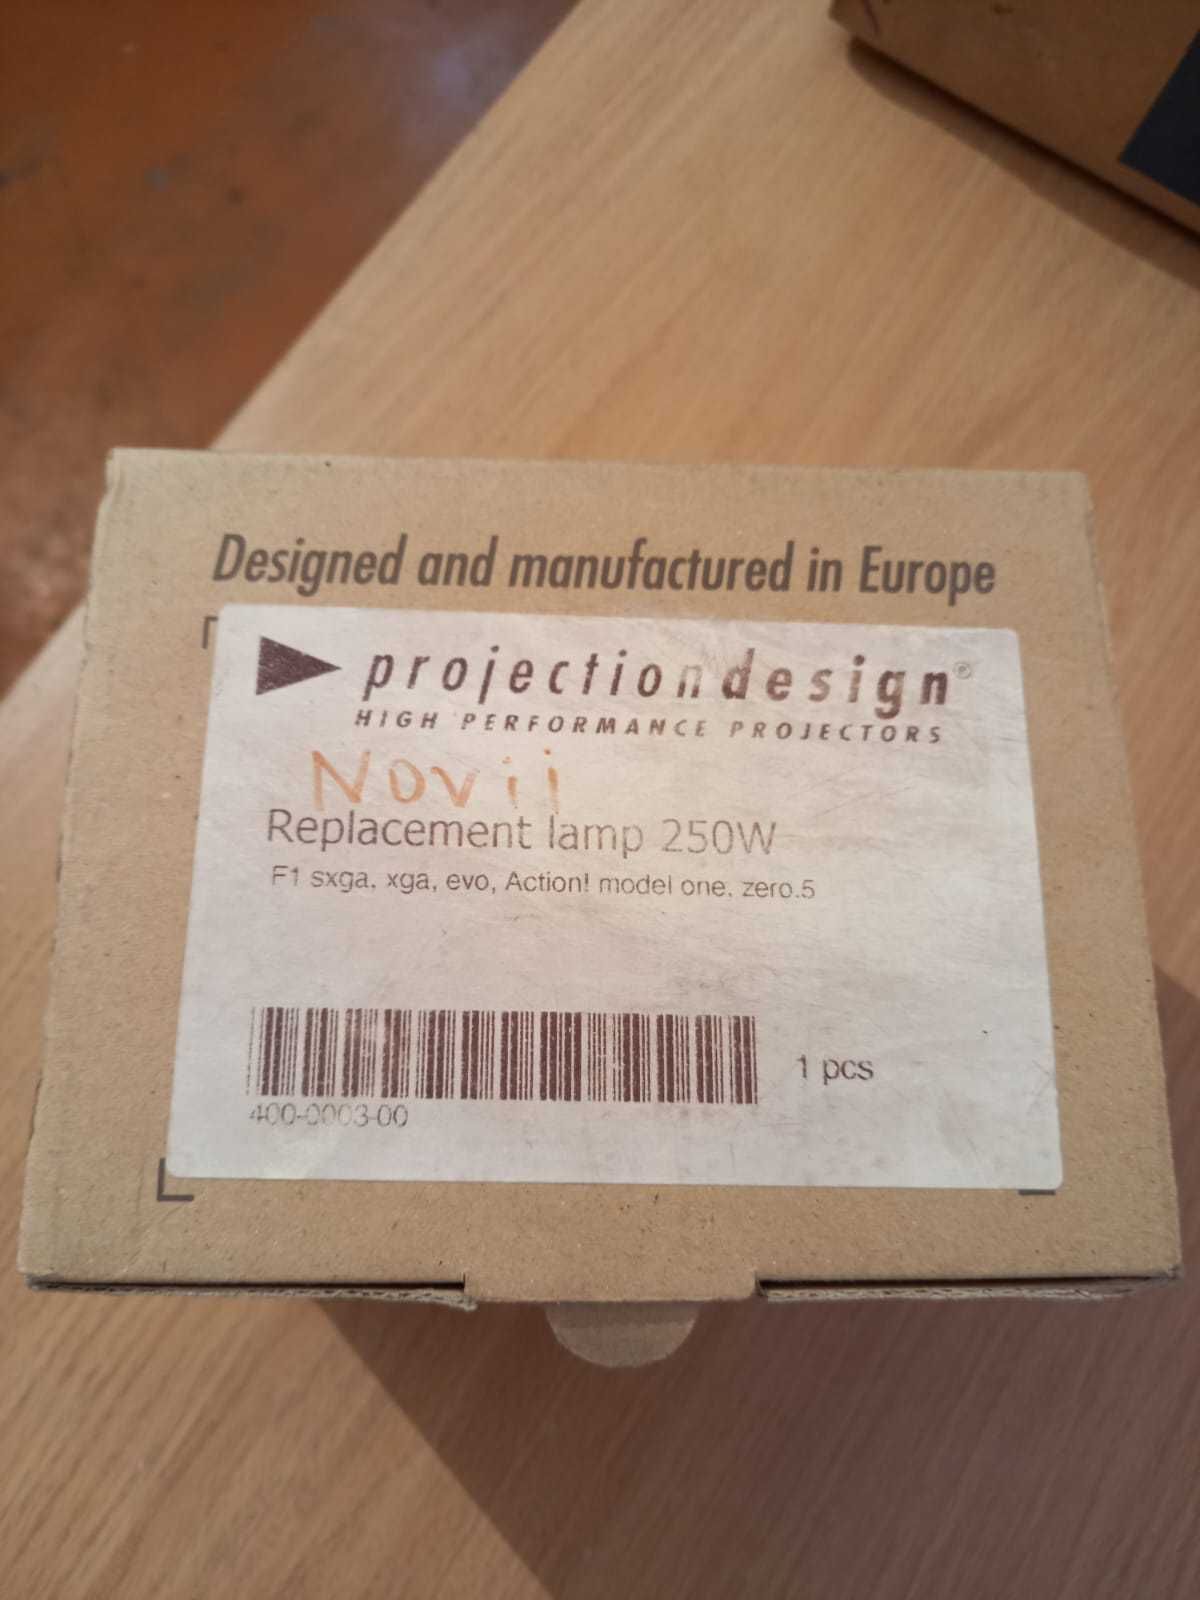 Designed and manufactured in Europe
projectiondesign®
HIGH PERFORMANCE PROJECTORS
Novii
Replacement lamp 250W
F1 sxga, xga, evo, Action! model one, zero.5
1 pcs
400-0003-00